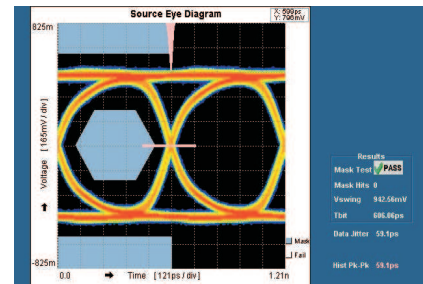 Source Eye Diagram
X: 599ps
Y: 796mV
825m
Voltage [165mV / div]
-825m
0.0
Time [121ps / div]
1.21n
Mask
Fail
Results
Mask Test PASS
Mask Hits 0
Vswing 942.56mV
Tbit 606.06ps
Data Jitter 59.1ps
Hist Pk-Pk 59.1ps